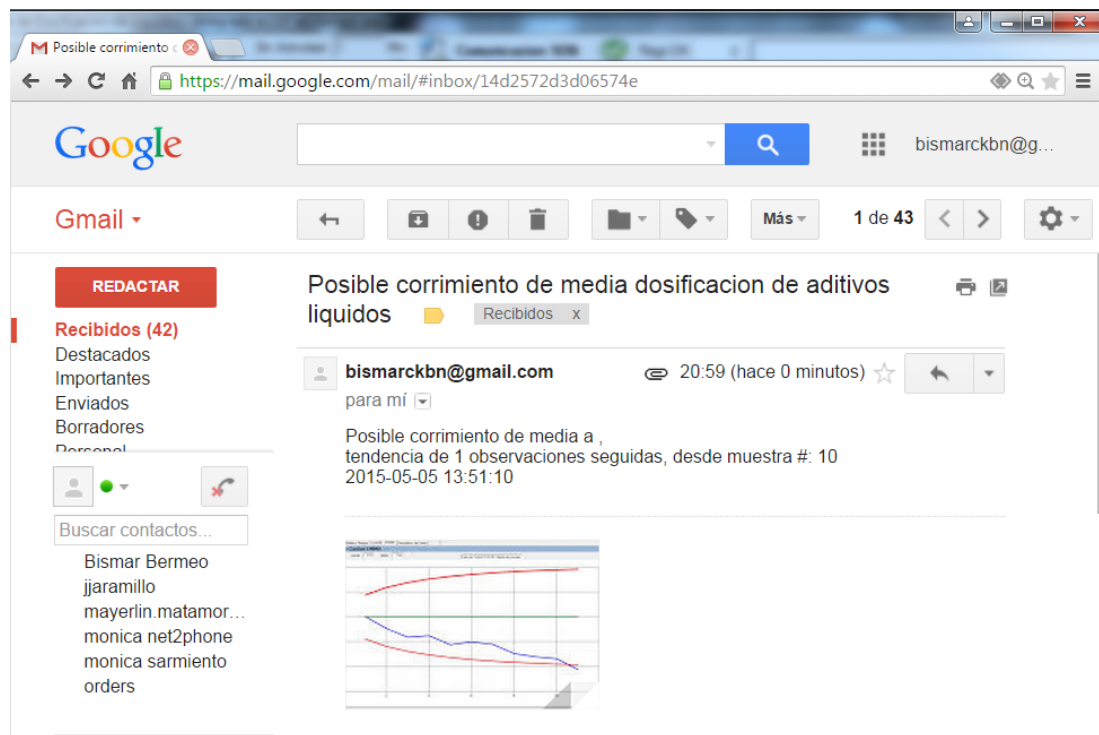 Posible corrimiento c
Comunicacion SDN
https://mail.google.com/mail/#inbox/14d2572d3d06574e
Google
bismarckbn@g...
Gmail
Más
1 de 43
REDACTAR
Recibidos (42)
Destacados
Importantes
Enviados
Borradores
Personal
Buscar contactos...
Bismar Bermeo
jjaramillo
mayerlin.matamor...
monica net2phone
monica sarmiento
orders
Posible corrimiento de media dosificacion de aditivos
liquidos Recibidos x
bismarckbn@gmail.com 20:59 (hace 0 minutos)
para mí
Posible corrimiento de media a ,
tendencia de 1 observaciones seguidas, desde muestra #: 10
2015-05-05 13:51:10